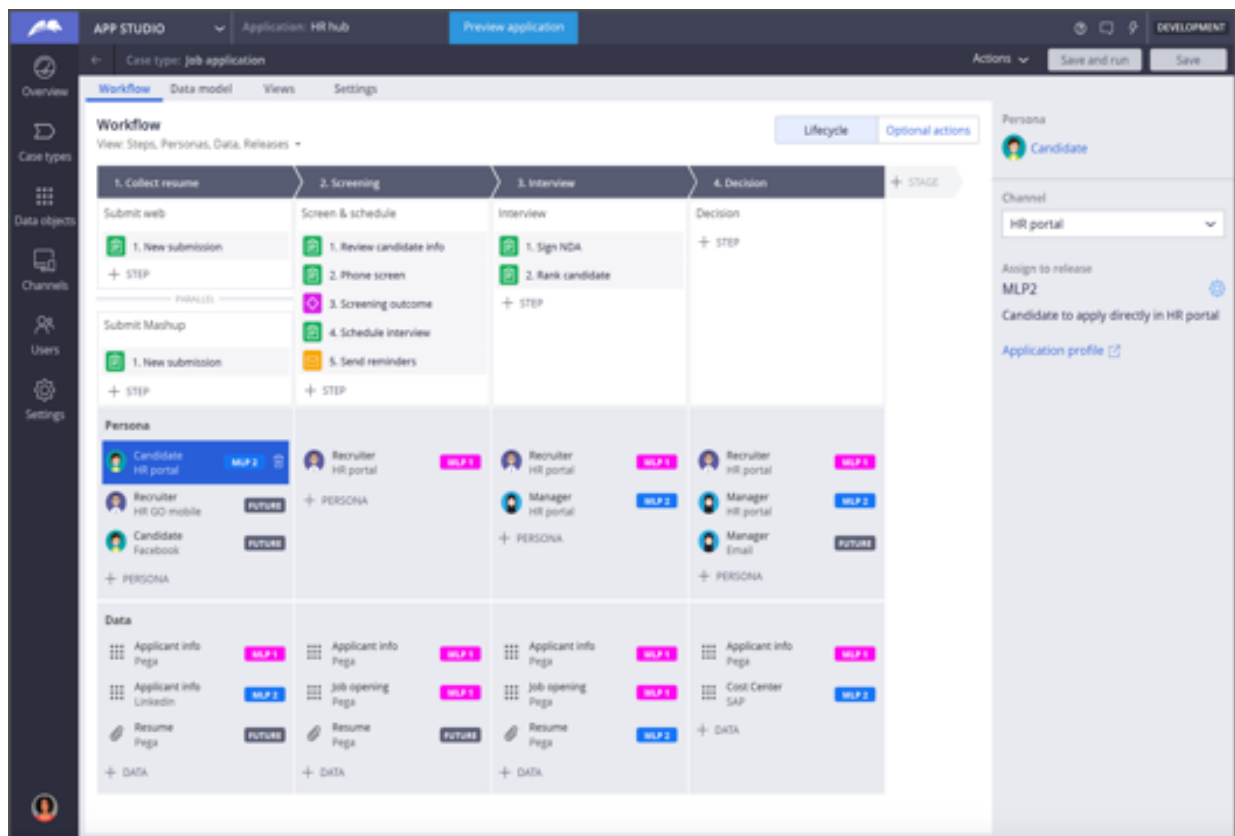 APP STUDIO
Application: HR hub
Preview application
DEVELOPMENT
Case type: Job application
Actions
Save and run
Save
Overview
Case types
Data objects
Channels
Users
Settings
Workflow
Data model
Views
Settings
Workflow
View: Steps, Personas, Data, Releases
Lifecycle
Optional actions
1. Collect resume
2. Screening
3. Interview
4. Decision
+ STAGE
Submit web
1. New submission
+ STEP
PARALLEL
Submit Mashup
1. New submission
+ STEP
Screen & schedule
1. Review candidate info
2. Phone screen
3. Screening outcome
4. Schedule interview
5. Send reminders
+ STEP
Interview
1. Sign NDA
2. Rank candidate
+ STEP
Decision
+ STEP
Persona
Candidate
HR portal
MLP 2
Recruiter
HR GO mobile
FUTURE
Candidate
Facebook
FUTURE
+ PERSONA
Recruiter
HR portal
MLP 1
+ PERSONA
Recruiter
HR portal
MLP 1
Manager
HR portal
MLP 2
+ PERSONA
Recruiter
HR portal
MLP 1
Manager
HR portal
MLP 2
Manager
Email
FUTURE
+ PERSONA
Data
Applicant info
Pega
MLP 1
Applicant info
Linkedin
MLP 2
Resume
Pega
FUTURE
+ DATA
Applicant info
Pega
MLP 1
Job opening
Pega
MLP 1
Resume
Pega
FUTURE
+ DATA
Applicant info
Pega
MLP 1
Job opening
Pega
MLP 1
Resume
Pega
MLP 2
+ DATA
Applicant info
Pega
MLP 1
Cost Center
SAP
MLP 2
+ DATA
Persona
Candidate
Channel
HR portal
Assign to release
MLP2
Candidate to apply directly in HR portal
Application profile